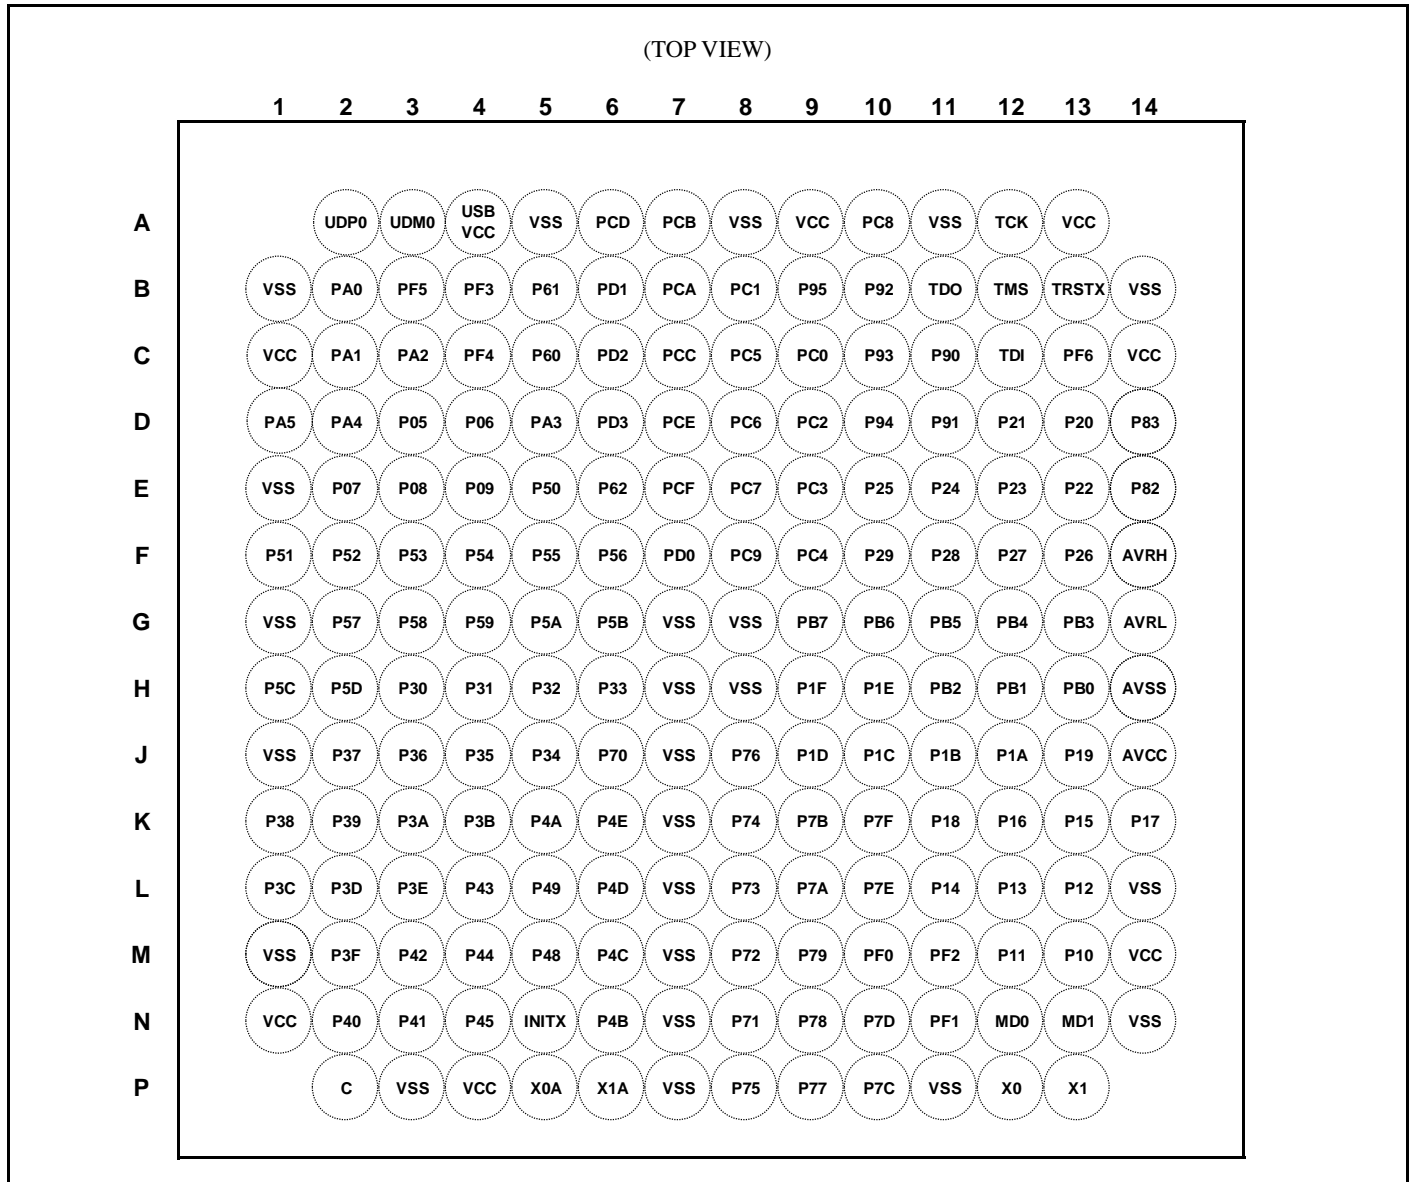 (TOP VIEW)
1 2 3 4 5 6 7 8 9 10 11 12 13 14
A UDP0 UDM0 USB VCC VSS PCD PCB VSS VCC PC8 VSS TCK VCC
B VSS PA0 PF5 PF3 P61 PD1 PCA PC1 P95 P92 TDO TMS TRSTX VSS
C VCC PA1 PA2 PF4 P60 PD2 PCC PC5 PC0 P93 P90 TDI PF6 VCC
D PA5 PA4 P05 P06 PA3 PD3 PCE PC6 PC2 P94 P91 P21 P20 P83
E VSS P07 P08 P09 P50 P62 PCF PC7 PC3 P25 P24 P23 P22 P82
F P51 P52 P53 P54 P55 P56 PD0 PC9 PC4 P29 P28 P27 P26 AVRH
G VSS P57 P58 P59 P5A P5B VSS VSS PB7 PB6 PB5 PB4 PB3 AVRL
H P5C P5D P30 P31 P32 P33 VSS VSS P1F P1E PB2 PB1 PB0 AVSS
J VSS P37 P36 P35 P34 P70 VSS P76 P1D P1C P1B P1A P19 AVCC
K P38 P39 P3A P3B P4A P4E VSS P74 P7B P7F P18 P16 P15 P17
L P3C P3D P3E P43 P49 P4D VSS P73 P7A P7E P14 P13 P12 VSS
M VSS P3F P42 P44 P48 P4C VSS P72 P79 PF0 PF2 P11 P10 VCC
N VCC P40 P41 P45 INITX P4B VSS P71 P78 P7D PF1 MD0 MD1 VSS
P C VSS VCC X0A X1A VSS P75 P77 P7C VSS X0 X1